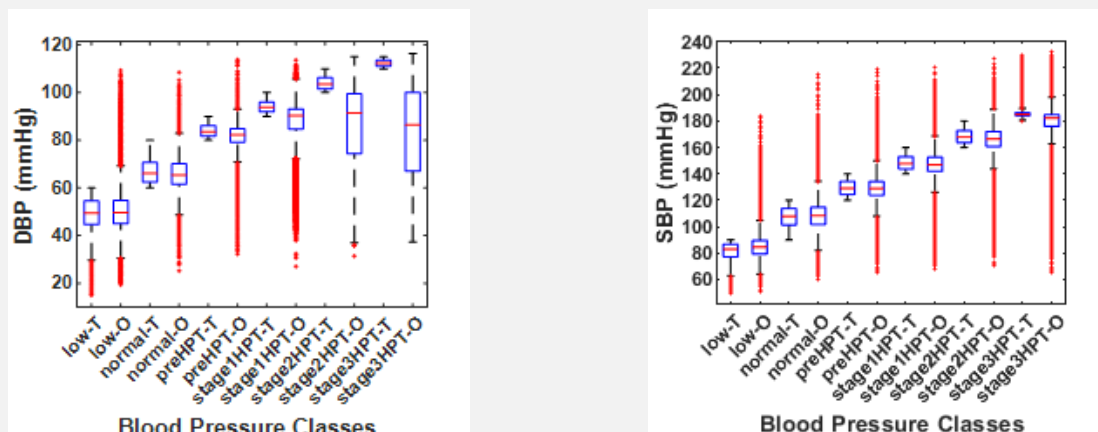 DBP (mmHg)
120
100
80
60
40
20
low-T
low-O
normal-T
normal-O
preHPT-T
preHPT-O
stage1HPT-T
stage1HPT-O
stage2HPT-T
stage2HPT-O
stage3HPT-T
stage3HPT-O
Blood Pressure Classes
SBP (mmHg)
240
220
200
180
160
140
120
100
80
60
low-T
low-O
normal-T
normal-O
preHPT-T
preHPT-O
stage1HPT-T
stage1HPT-O
stage2HPT-T
stage2HPT-O
stage3HPT-T
stage3HPT-O
Blood Pressure Classes